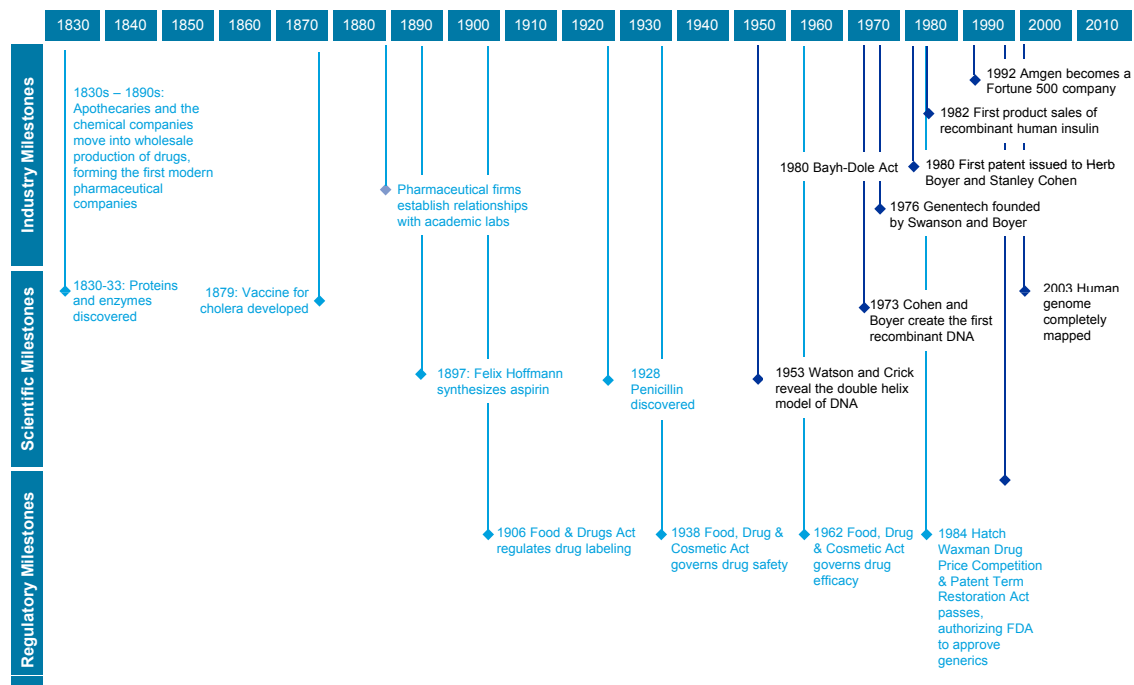 1830 1840 1850 1860 1870 1880 1890 1900 1910 1920 1930 1940 1950 1960 1970 1980 1990 2000 2010
Industry Milestones
1830s – 1890s:
Apothecaries and the
chemical companies
move into wholesale
production of drugs,
forming the first modern
pharmaceutical
companies
Pharmaceutical firms
establish relationships
with academic labs
1992 Amgen becomes a
Fortune 500 company
1982 First product sales of
recombinant human insulin
1980 Bayh-Dole Act
1980 First patent issued to Herb
Boyer and Stanley Cohen
1976 Genentech founded
by Swanson and Boyer
Scientific Milestones
1830-33: Proteins
and enzymes
discovered
1879: Vaccine for
cholera developed
1897: Felix Hoffmann
synthesizes aspirin
1928
Penicillin
discovered
1953 Watson and Crick
reveal the double helix
model of DNA
1973 Cohen and
Boyer create the first
recombinant DNA
2003 Human
genome
completely
mapped
Regulatory Milestones
1906 Food & Drugs Act
regulates drug labeling
1938 Food, Drug &
Cosmetic Act
governs drug safety
1962 Food, Drug
& Cosmetic Act
governs drug
efficacy
1984 Hatch
Waxman Drug
Price Competition
& Patent Term
Restoration Act
passes,
authorizing FDA
to approve
generics